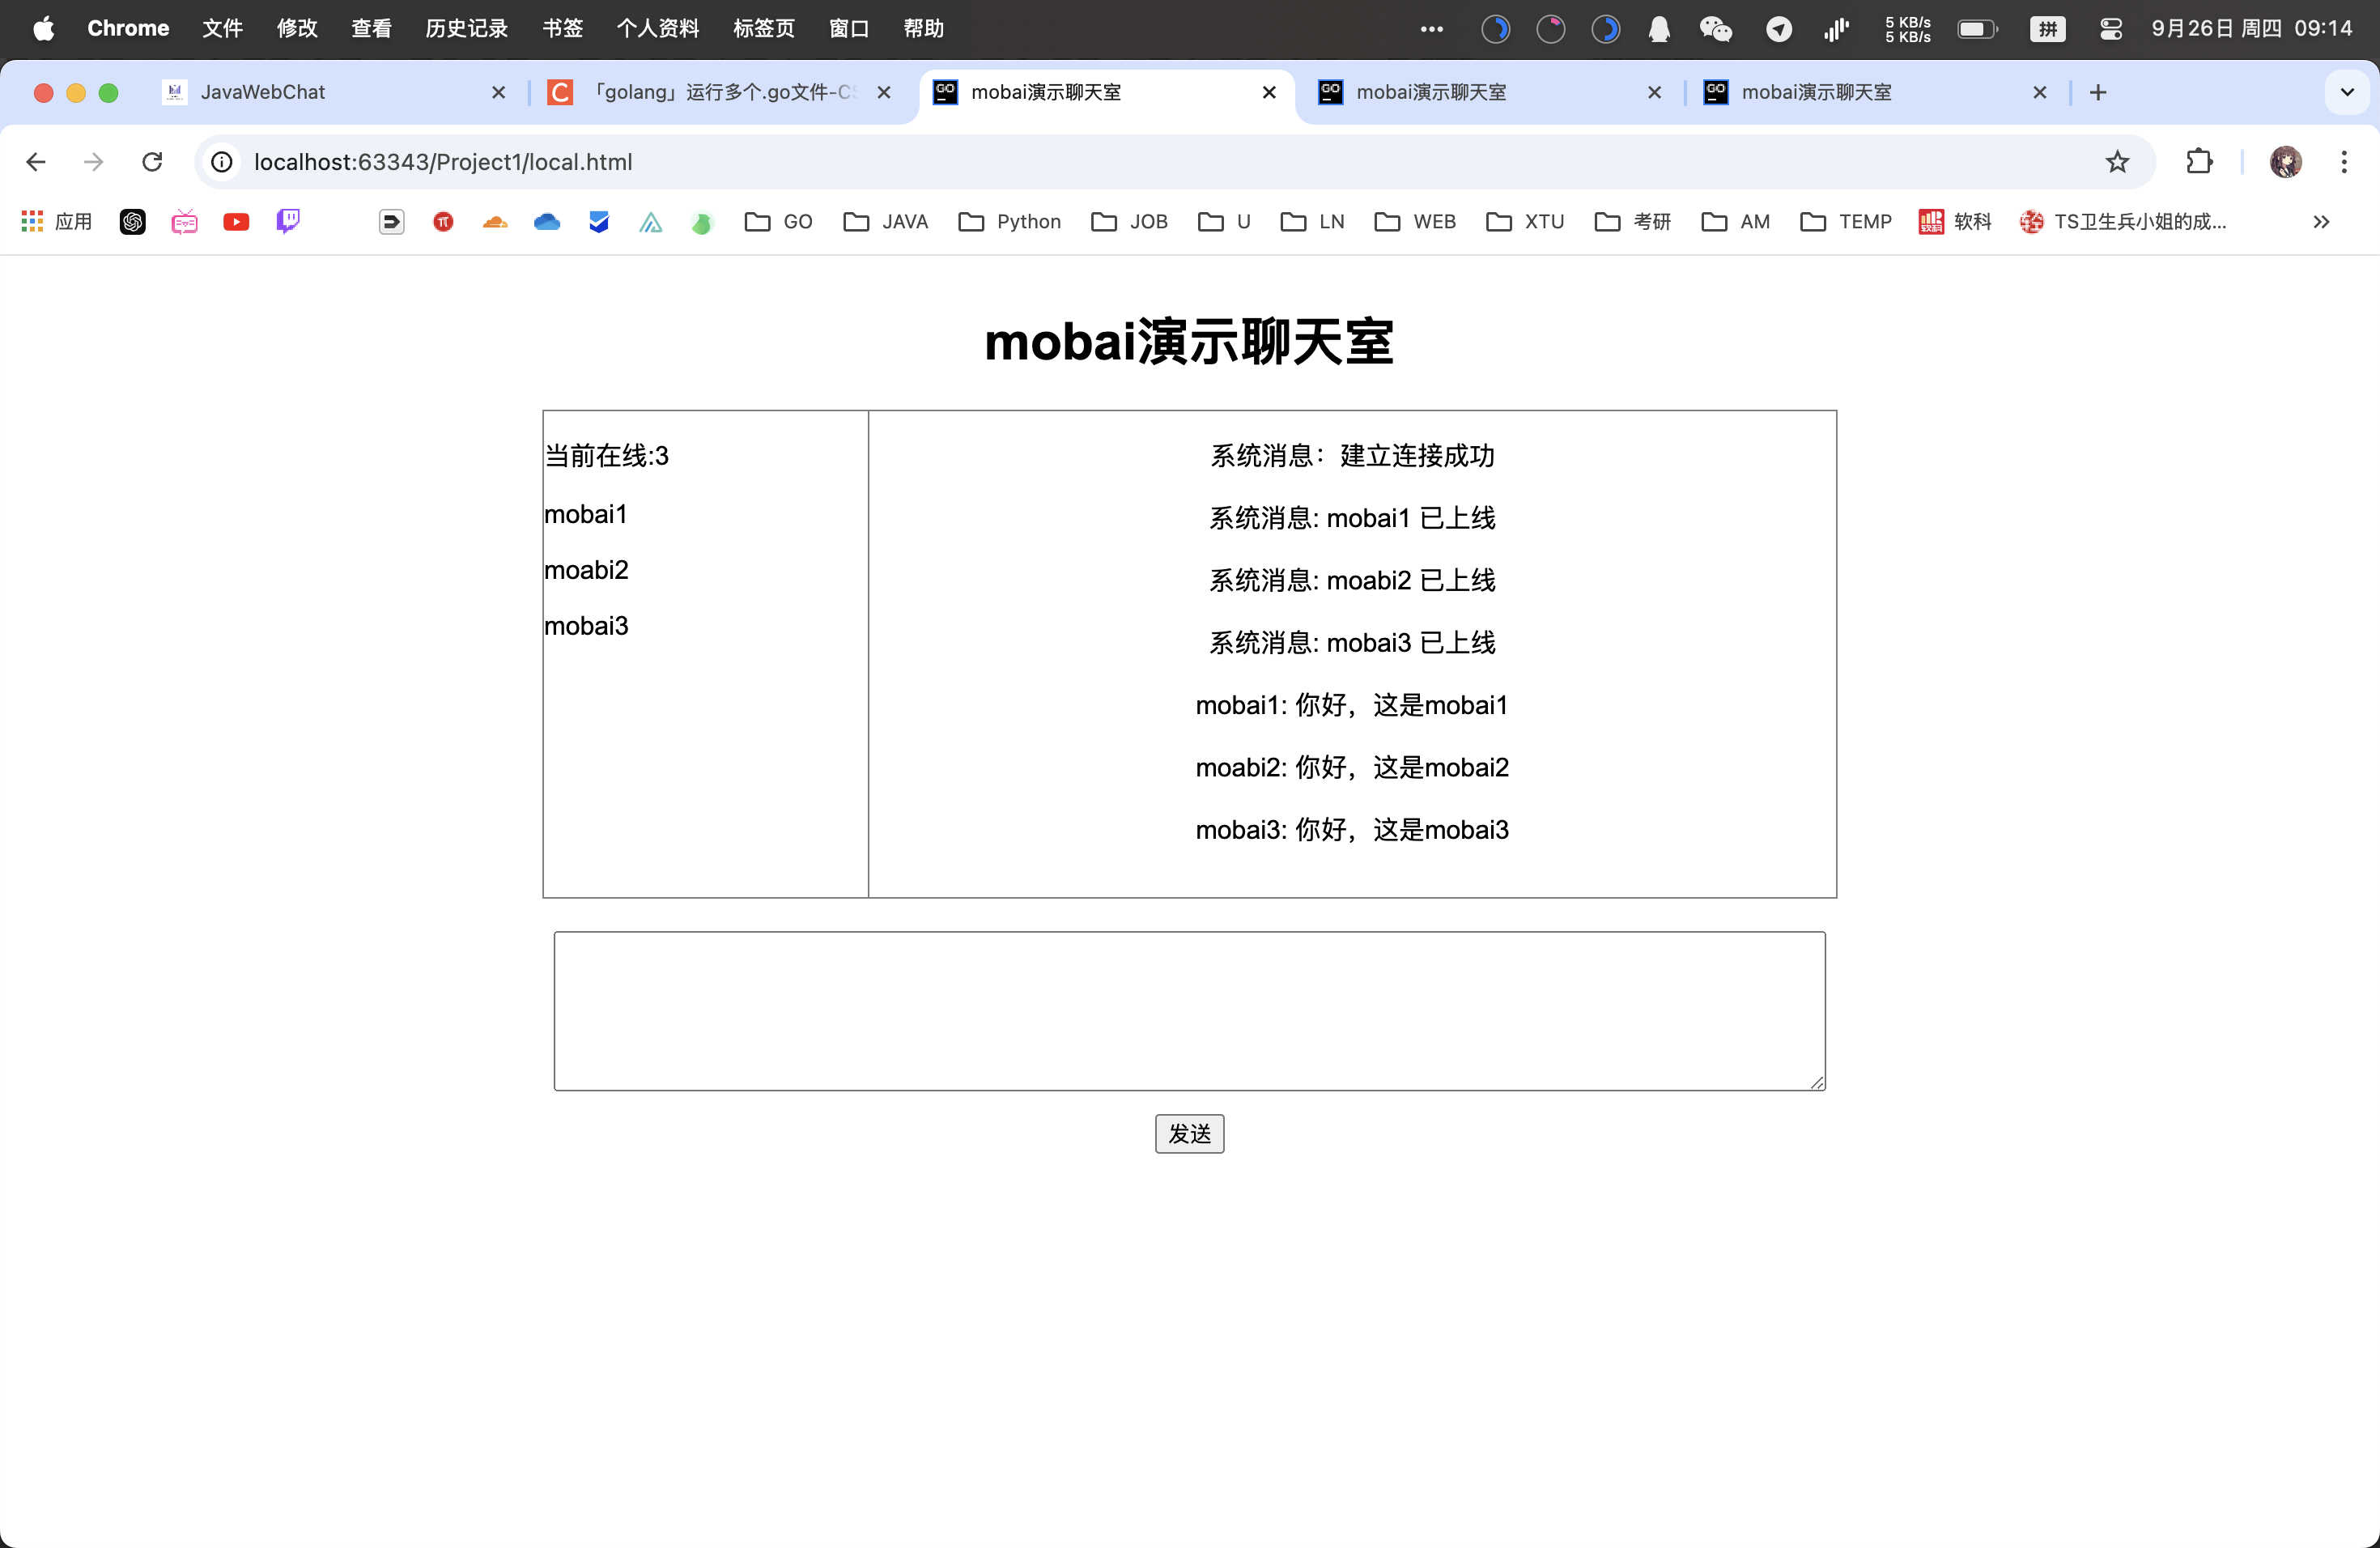 Chrome 文件 修改 查看 历史记录 书签 个人资料 标签页 窗口 帮助 5 KB/s 5 KB/s 拼 9月26日 周四 09:14
JavaWebChat 「golang」运行多个.go文件-CS mobai演示聊天室 mobai演示聊天室 mobai演示聊天室
localhost:63343/Project1/local.html
应用 GO JAVA Python JOB U LN WEB XTU 考研 AM TEMP 软科 TS卫生兵小姐的成...
mobai演示聊天室
当前在线:3
mobai1
moabi2
mobai3
系统消息：建立连接成功
系统消息: mobai1 已上线
系统消息: moabi2 已上线
系统消息: mobai3 已上线
mobai1: 你好，这是mobai1
moabi2: 你好，这是mobai2
mobai3: 你好，这是mobai3
发送